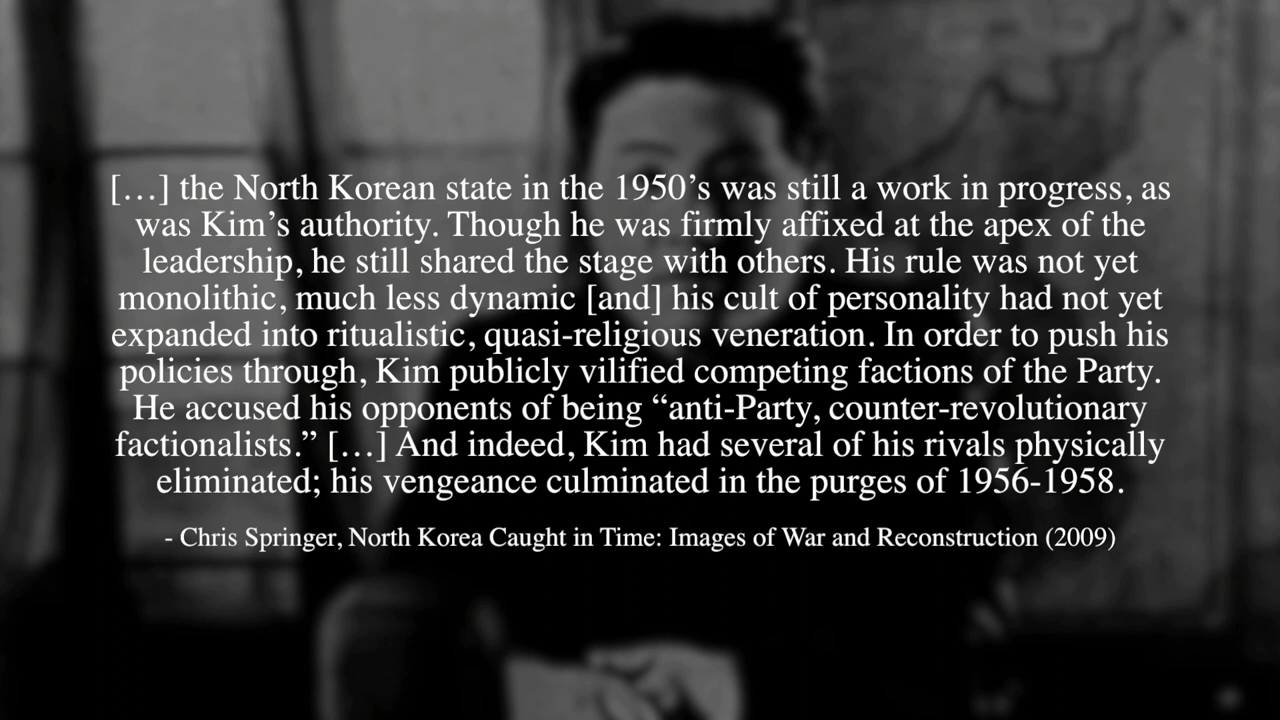 […] the North Korean state in the 1950’s was still a work in progress, as
was Kim’s authority. Though he was firmly affixed at the apex of the
leadership, he still shared the stage with others. His rule was not yet
monolithic, much less dynamic [and] his cult of personality had not yet
expanded into ritualistic, quasi-religious veneration. In order to push his
policies through, Kim publicly vilified competing factions of the Party.
He accused his opponents of being “anti-Party, counter-revolutionary
factionalists.” […] And indeed, Kim had several of his rivals physically
eliminated; his vengeance culminated in the purges of 1956-1958.
- Chris Springer, North Korea Caught in Time: Images of War and Reconstruction (2009)